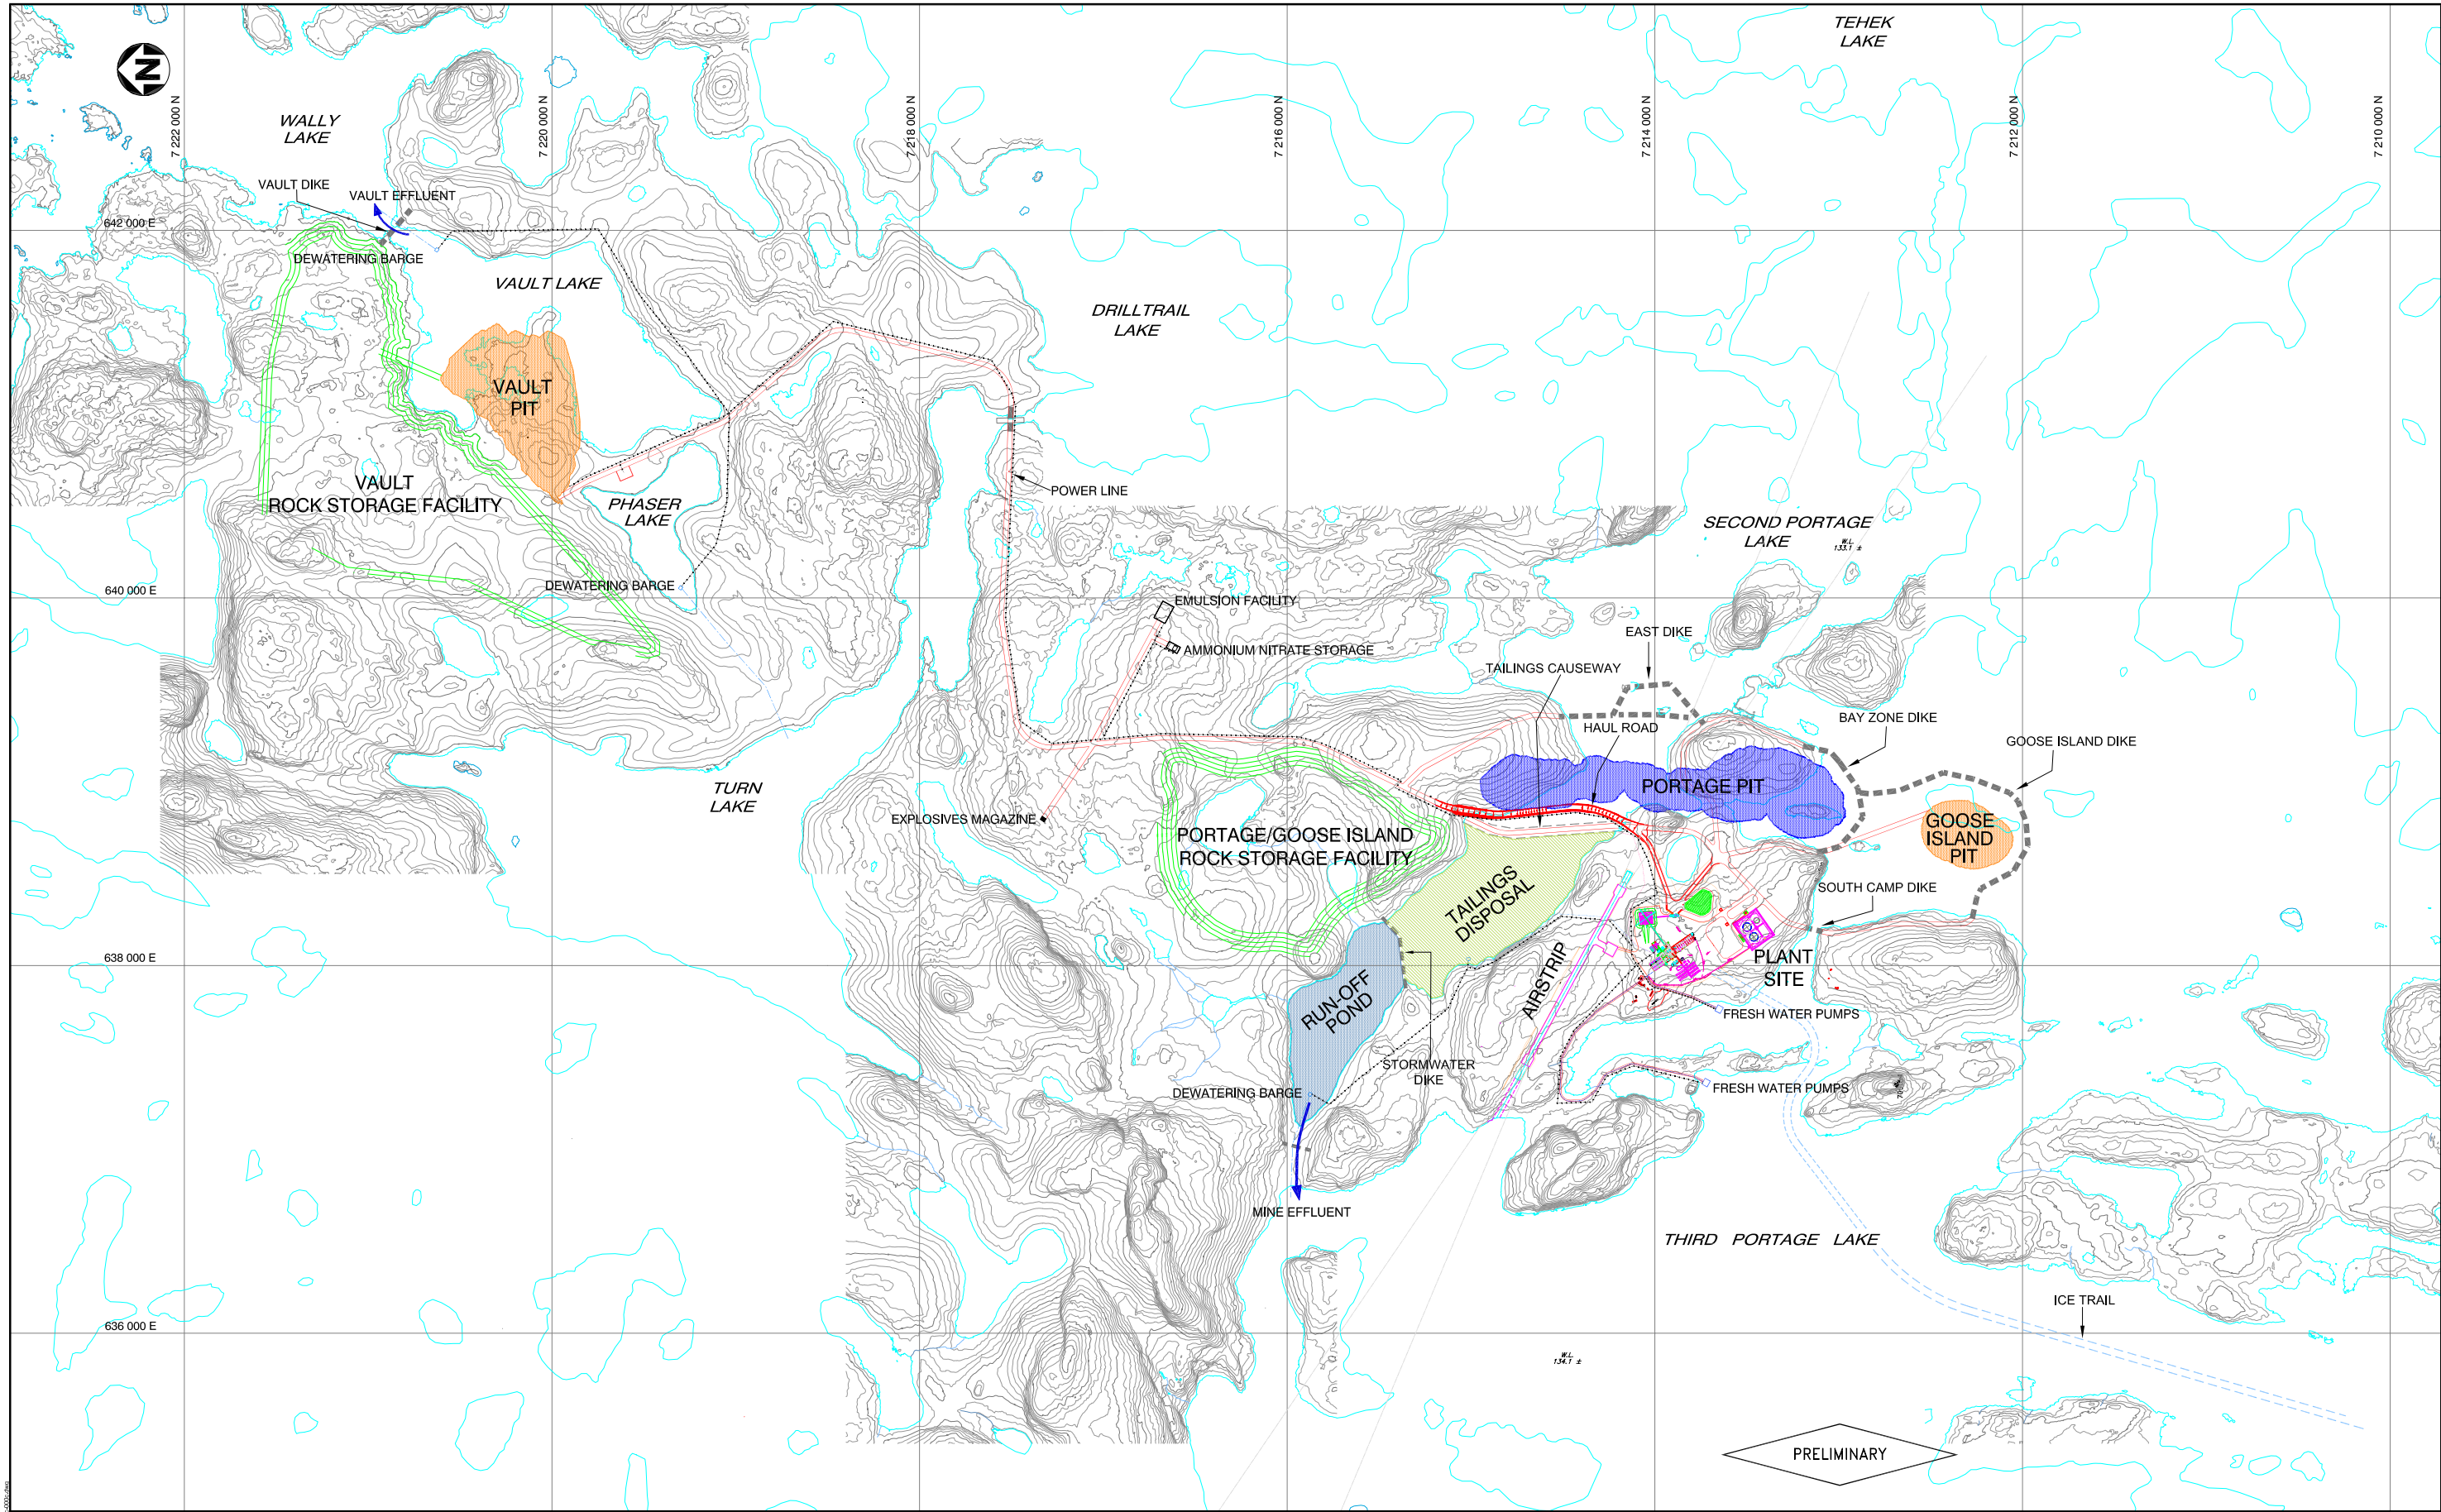 TEHEK
LAKE
N
7 222 000 N
7 220 000 N
7 218 000 N
7 216 000 N
7 214 000 N
7 212 000 N
7 210 000 N
WALLY
LAKE
VAULT DIKE
VAULT EFFLUENT
642 000 E
DEWATERING BARGE
VAULT LAKE
DRILLTRAIL
LAKE
VAULT
PIT
VAULT
ROCK STORAGE FACILITY
PHASER
LAKE
POWER LINE
SECOND PORTAGE
LAKE
W.L.
133.1 ±
DEWATERING BARGE
640 000 E
EMULSION FACILITY
AMMONIUM NITRATE STORAGE
EAST DIKE
TAILINGS CAUSEWAY
HAUL ROAD
BAY ZONE DIKE
GOOSE ISLAND DIKE
TURN
LAKE
PORTAGE PIT
EXPLOSIVES MAGAZINE
PORTAGE/GOOSE ISLAND
ROCK STORAGE FACILITY
GOOSE
ISLAND
PIT
TAILINGS
DISPOSAL
SOUTH CAMP DIKE
638 000 E
AIRSTRIP
PLANT
SITE
RUN-OFF
POND
FRESH WATER PUMPS
STORMWATER
DIKE
DEWATERING BARGE
FRESH WATER PUMPS
MINE EFFLUENT
THIRD PORTAGE LAKE
ICE TRAIL
636 000 E
W.L.
134.1 ±
PRELIMINARY